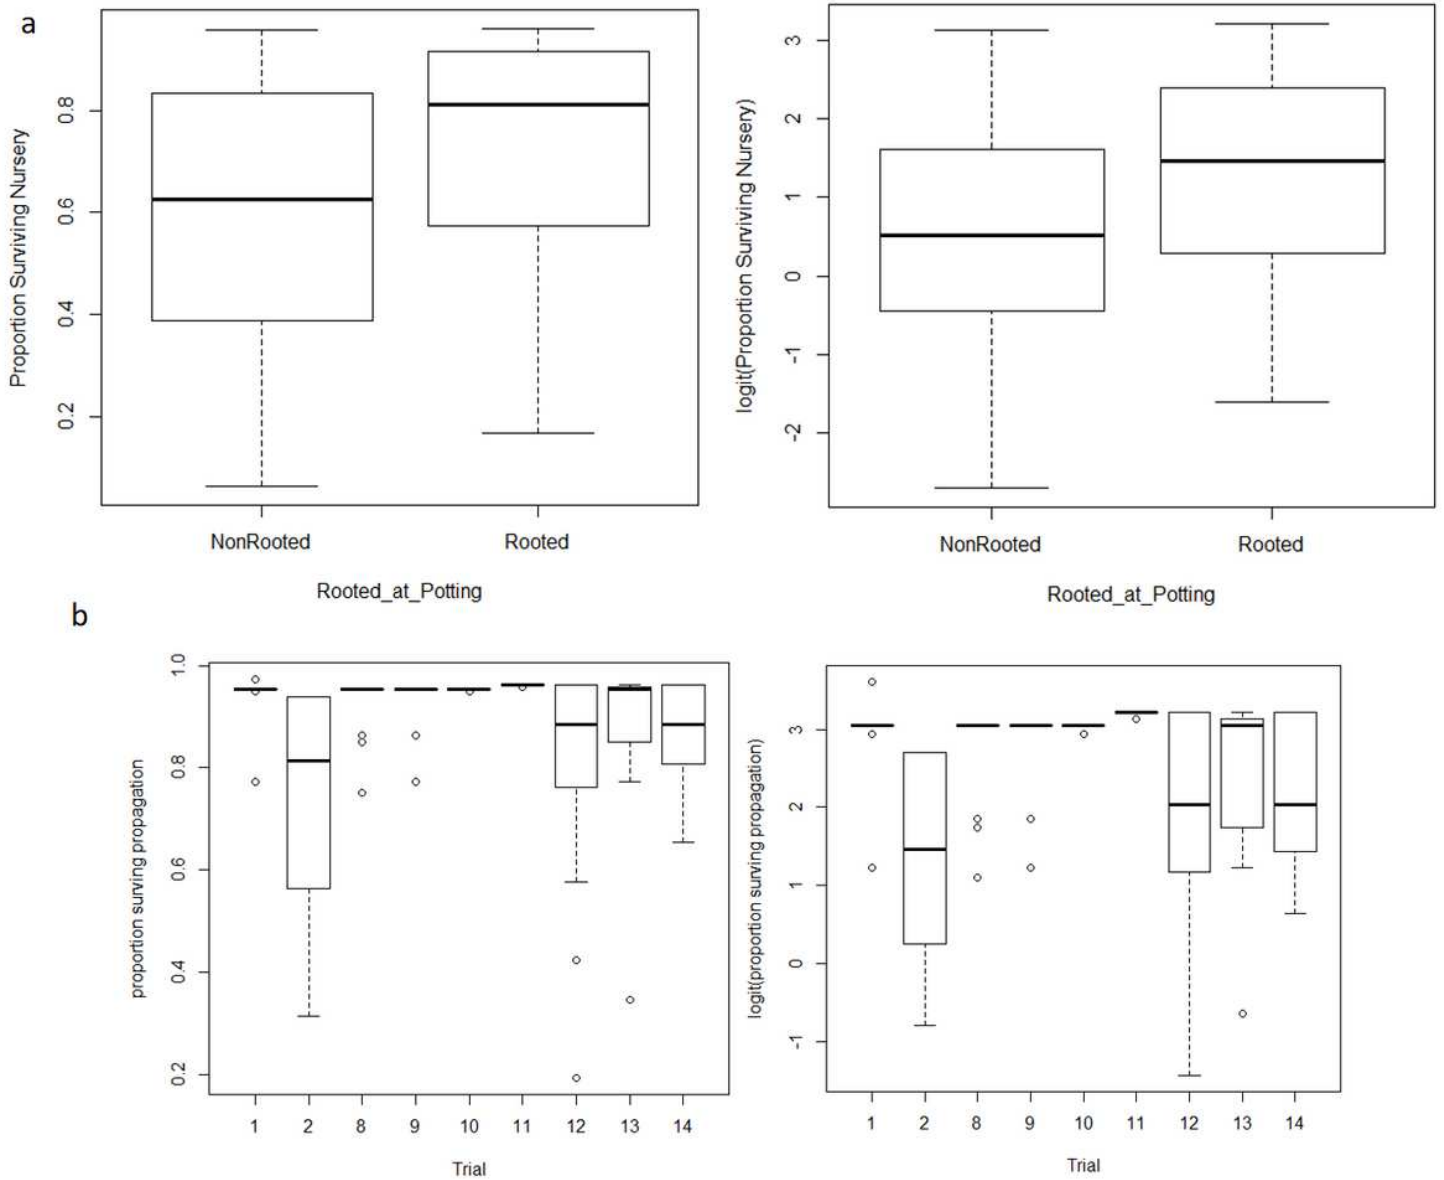 a
Proportion Surviving Nursery
0.8
0.6
0.4
0.2
NonRooted Rooted
Rooted_at_Potting
logit(Proportion Surviving Nursery)
3
2
1
0
-1
-2
NonRooted Rooted
Rooted_at_Potting
b
proportion surving propagation
1.0
0.8
0.6
0.4
0.2
1 2 8 9 10 11 12 13 14
Trial
logit(proportion surving propagation)
3
2
1
0
-1
1 2 8 9 10 11 12 13 14
Trial